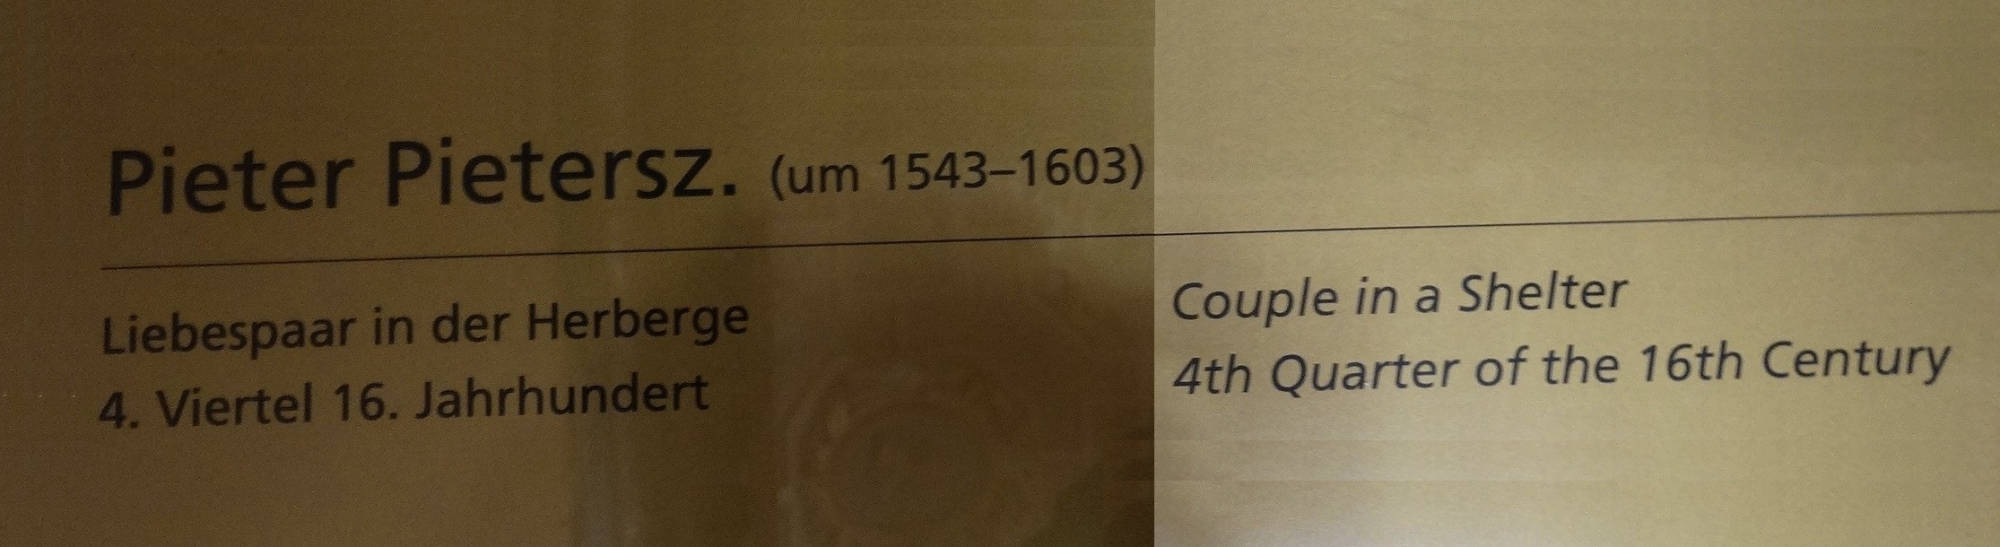 Pieter Pietersz. (um 1543–1603)
Liebespaar in der Herberge
4. Viertel 16. Jahrhundert
Couple in a Shelter
4th Quarter of the 16th Century